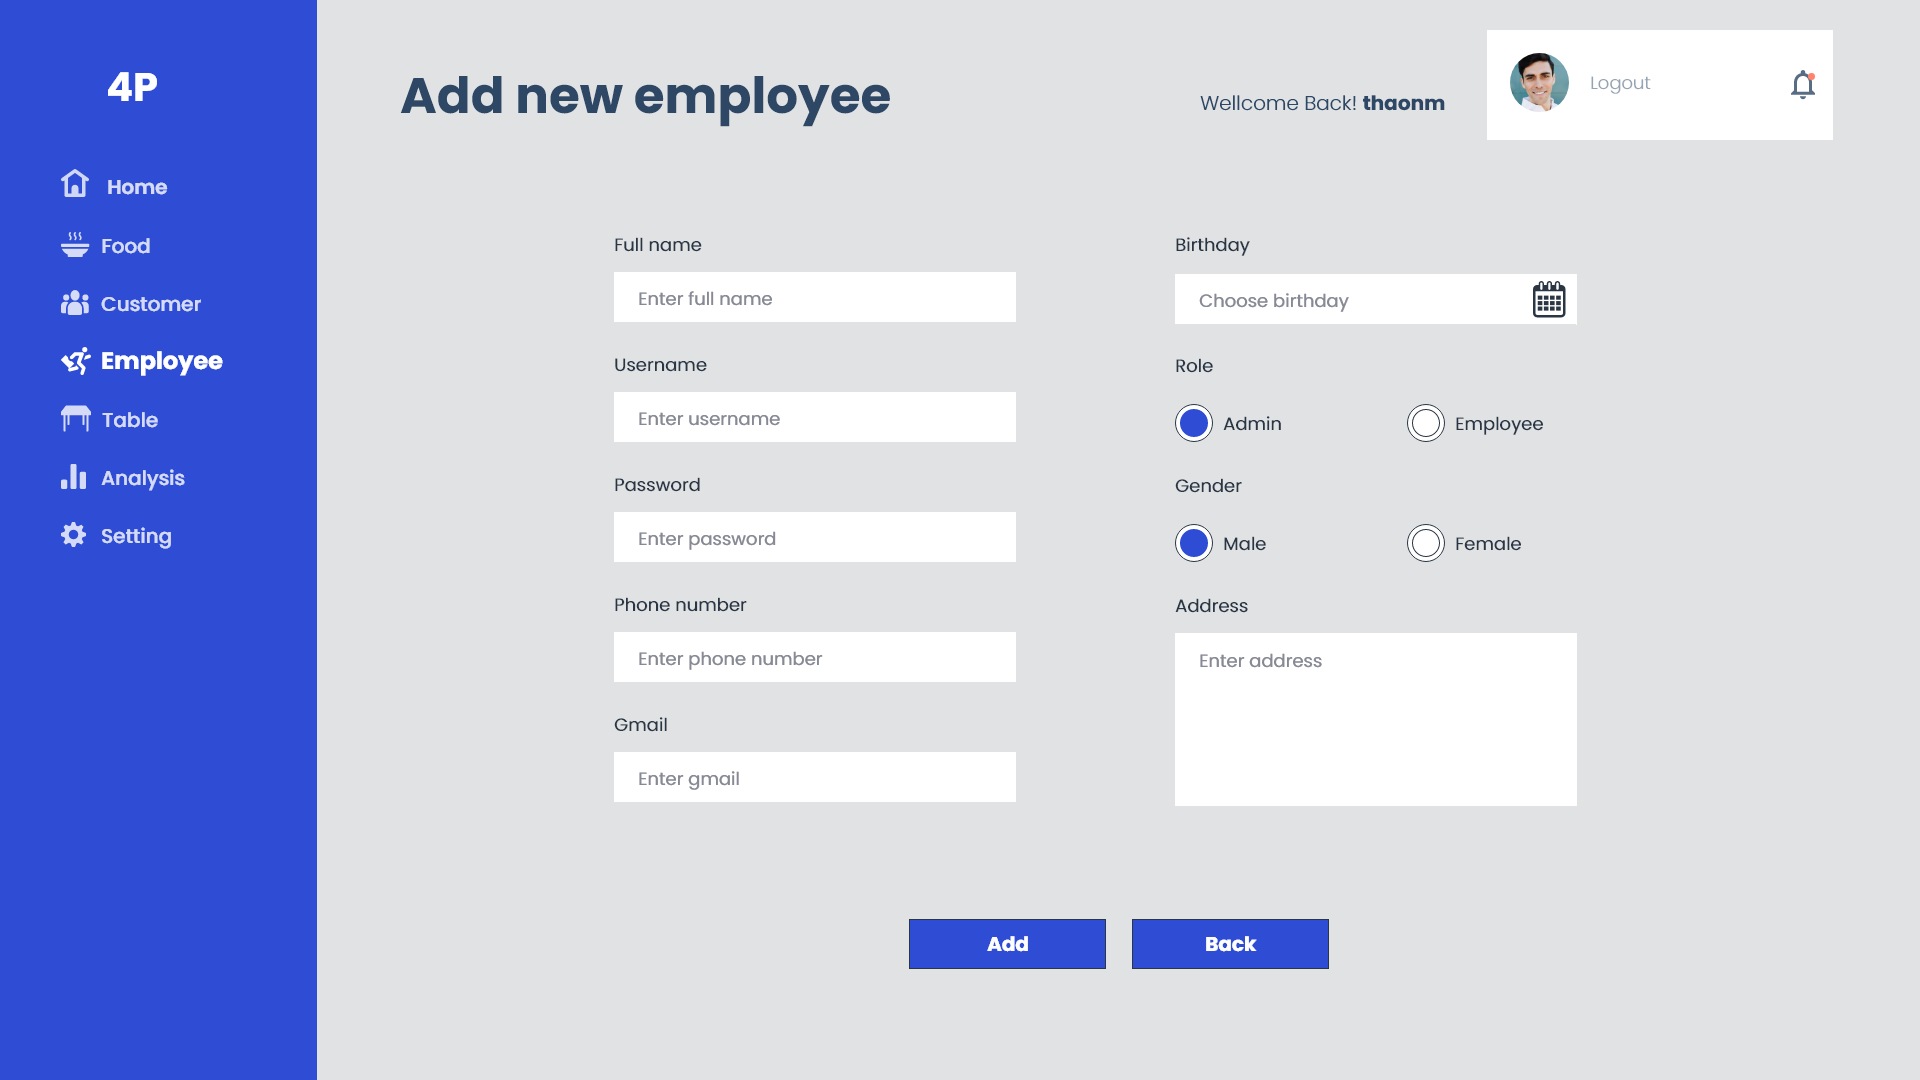 4P
Home
Food
Customer
Employee
Table
Analysis
Setting
Add new employee
Wellcome Back! thaonm
Logout
Full name
Enter full name
Username
Enter username
Password
Enter password
Phone number
Enter phone number
Gmail
Enter gmail
Birthday
Choose birthday
Role
Admin
Employee
Gender
Male
Female
Address
Enter address
Add
Back